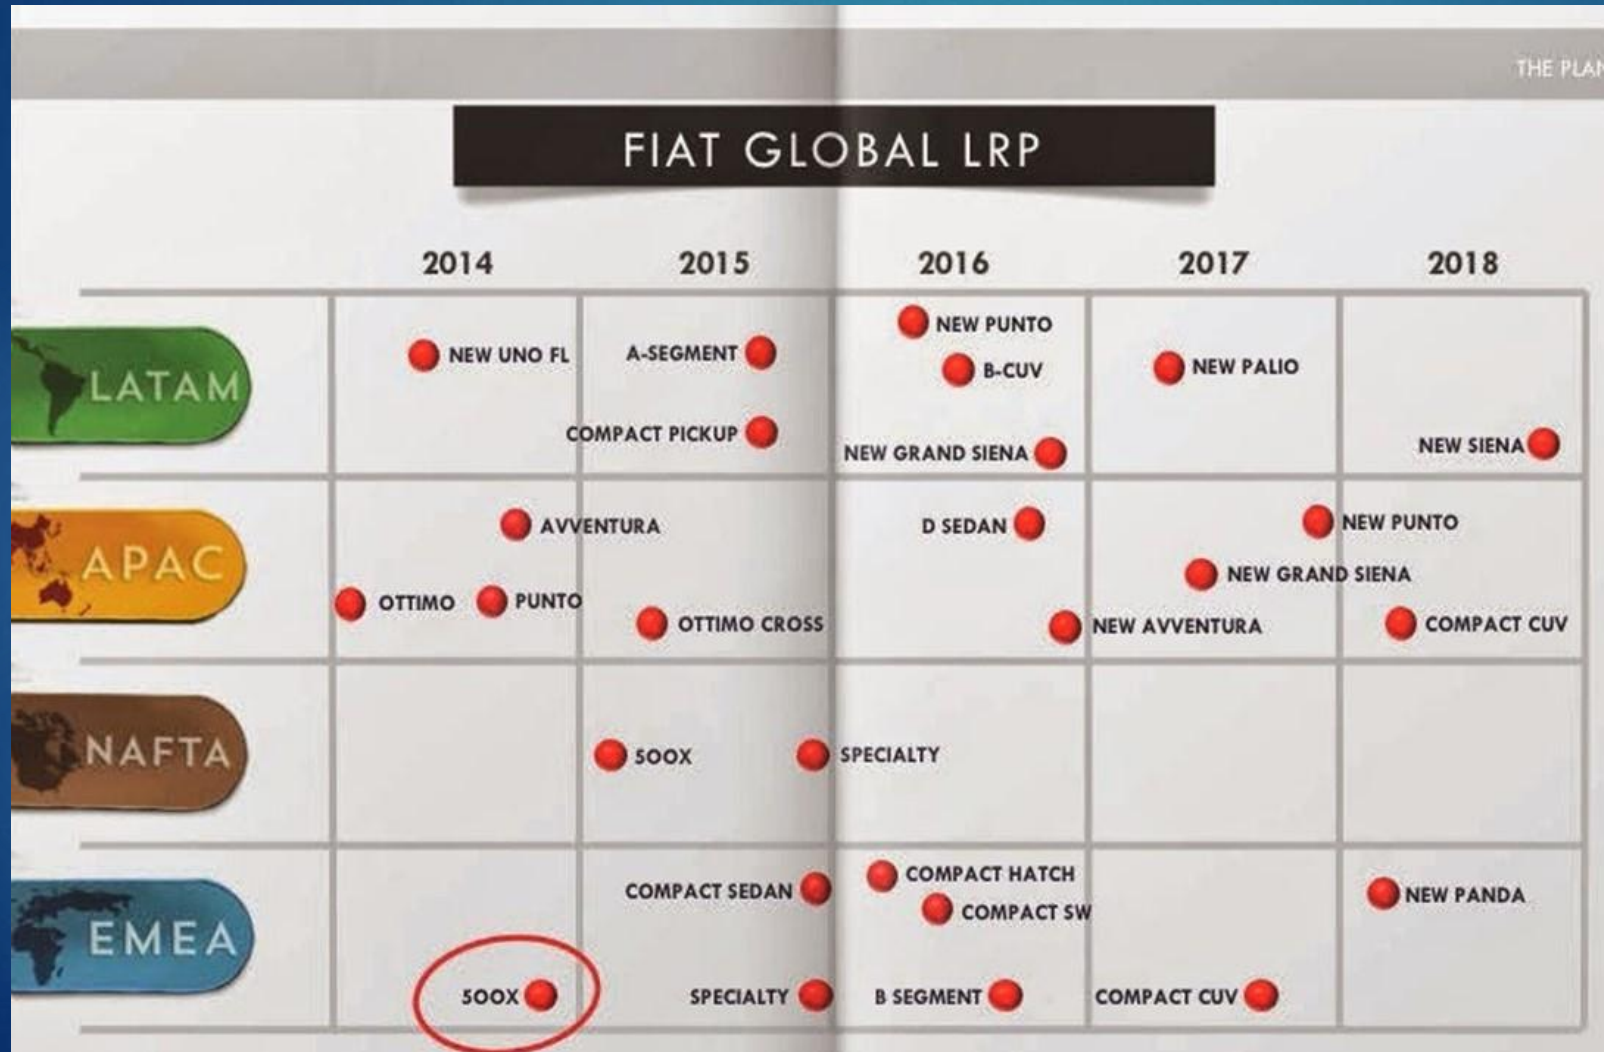 THE PLAN
FIAT GLOBAL LRP
2014 2015 2016 2017 2018
LATAM
NEW UNO FL
A-SEGMENT
COMPACT PICKUP
NEW PUNTO
B-CUV
NEW GRAND SIENA
NEW PALIO
NEW SIENA
APAC
AVVENTURA
OTTIMO
PUNTO
OTTIMO CROSS
D SEDAN
NEW AVVENTURA
NEW PUNTO
NEW GRAND SIENA
COMPACT CUV
NAFTA
500X
SPECIALTY
EMEA
500X
COMPACT SEDAN
SPECIALTY
COMPACT HATCH
COMPACT SW
B SEGMENT
COMPACT CUV
NEW PANDA